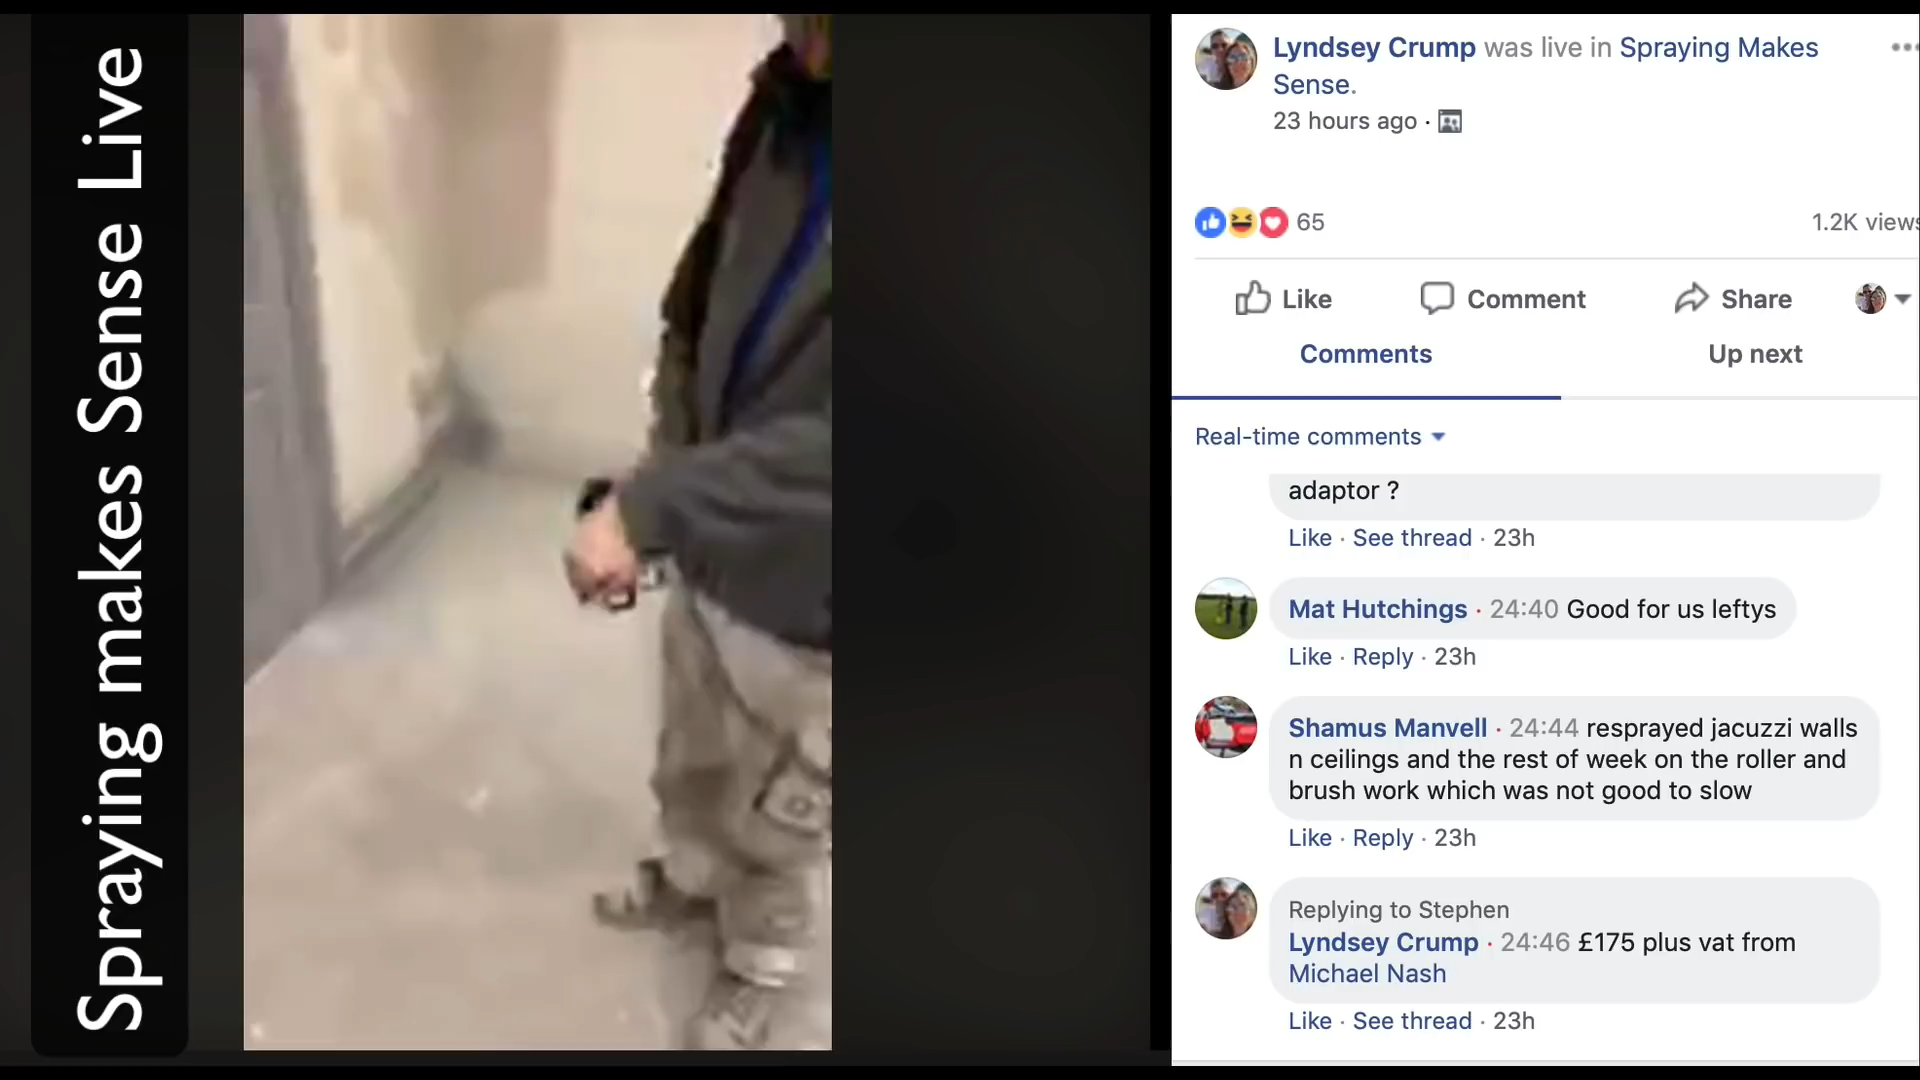 Spraying makes Sense Live
Lyndsey Crump was live in Spraying Makes
Sense.
23 hours ago ·
65
1.2K views
Like
Comment
Share
Comments
Up next
Real-time comments
adaptor ?
Like · See thread · 23h
Mat Hutchings · 24:40 Good for us leftys
Like · Reply · 23h
Shamus Manvell · 24:44 resprayed jacuzzi walls
n ceilings and the rest of week on the roller and
brush work which was not good to slow
Like · Reply · 23h
Replying to Stephen
Lyndsey Crump · 24:46 £175 plus vat from
Michael Nash
Like · See thread · 23h